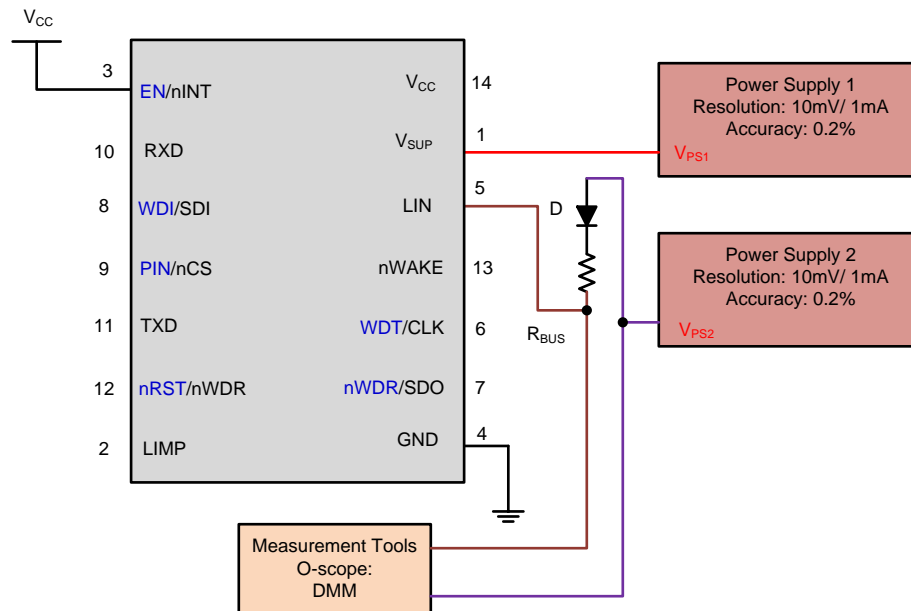 VCC
3
EN/nINT
VCC
14
Power Supply 1
Resolution: 10mV/ 1mA
Accuracy: 0.2%
VPS1
10
RXD
VSUP
1
8
WDI/SDI
LIN
5
D
9
PIN/nCS
nWAKE
13
Power Supply 2
Resolution: 10mV/ 1mA
Accuracy: 0.2%
VPS2
11
TXD
WDT/CLK
6
RBUS
12
nRST/nWDR
nWDR/SDO
7
2
LIMP
GND
4
Measurement Tools
O-scope:
DMM